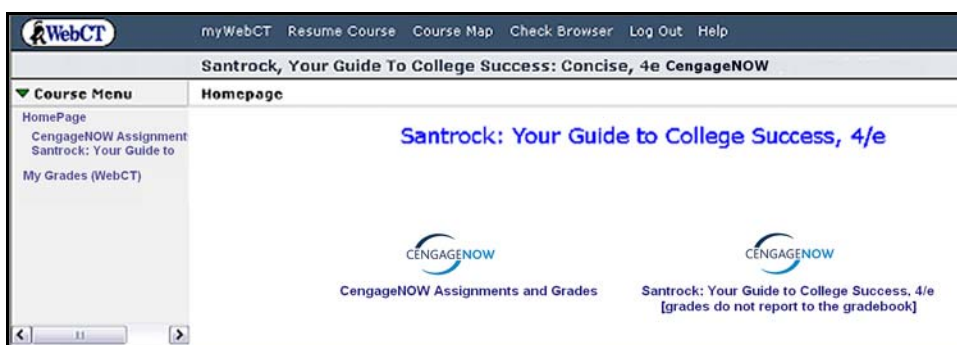 WebCT
myWebCT Resume Course Course Map Check Browser Log Out Help
Santrock, Your Guide To College Success: Concise, 4e CengageNOW
Course Menu
Homepage
HomePage
CengageNOW Assignment
Santrock: Your Guide to
My Grades (WebCT)
Santrock: Your Guide to College Success, 4/e
CENGAGENOW
CengageNOW Assignments and Grades
CENGAGENOW
Santrock: Your Guide to College Success, 4/e
[grades do not report to the gradebook]